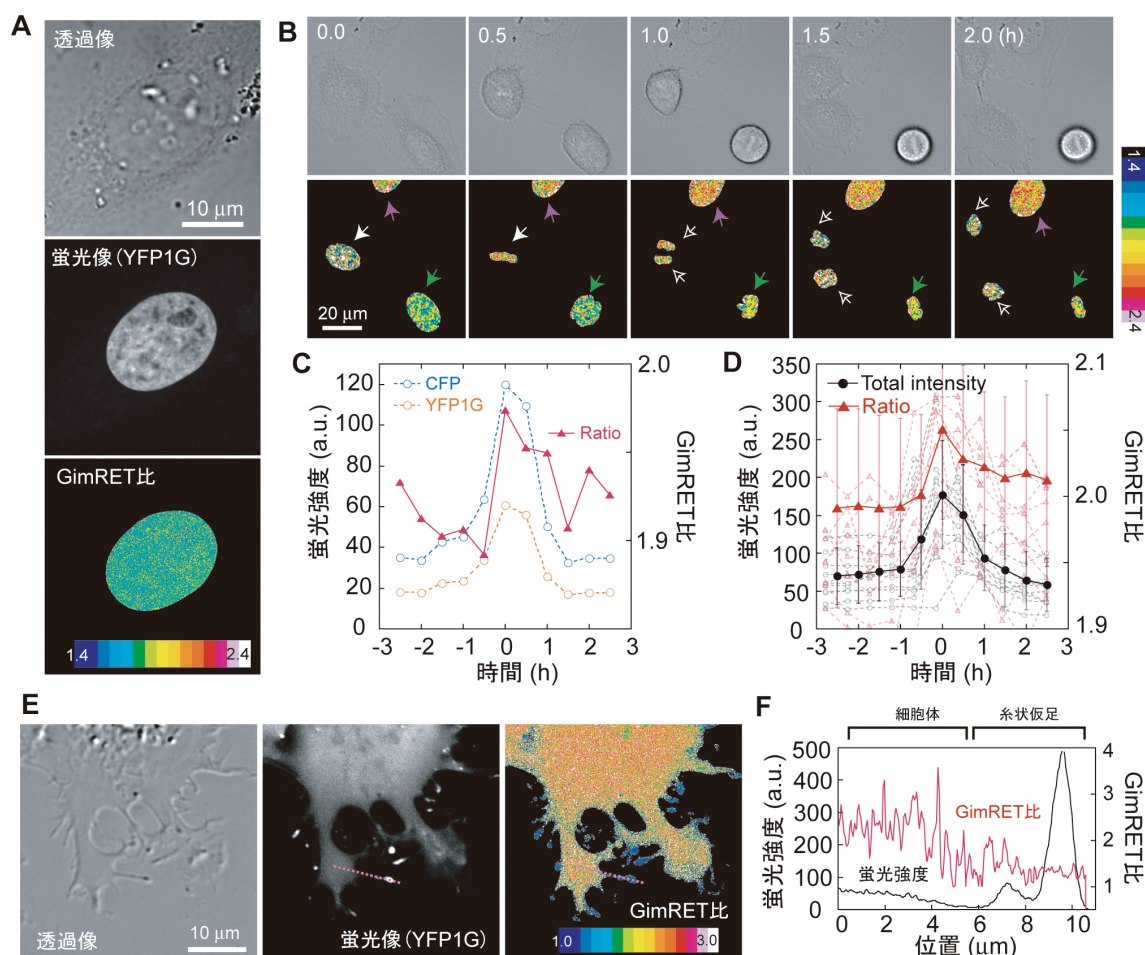 A
透過像
10 μm
蛍光像(YFP1G)
GimRET比
1.4
2.4
B
0.0
0.5
1.0
1.5
2.0 (h)
20 μm
1.4
2.4
C
蛍光強度 (a.u.)
120
100
80
60
40
20
0
CFP
YFP1G
Ratio
2.0
1.9
GimRET比
-3
-2
-1
0
1
2
3
時間 (h)
D
蛍光強度 (a.u.)
350
300
250
200
150
100
50
0
Total intensity
Ratio
2.1
2.0
1.9
GimRET比
-3
-2
-1
0
1
2
3
時間 (h)
E
透過像
10 μm
蛍光像(YFP1G)
GimRET比
1.0
3.0
F
細胞体
糸状仮足
蛍光強度 (a.u.)
500
400
300
200
100
0
GimRET比
蛍光強度
4
3
2
1
GimRET比
0
2
4
6
8
10
位置 (μm)